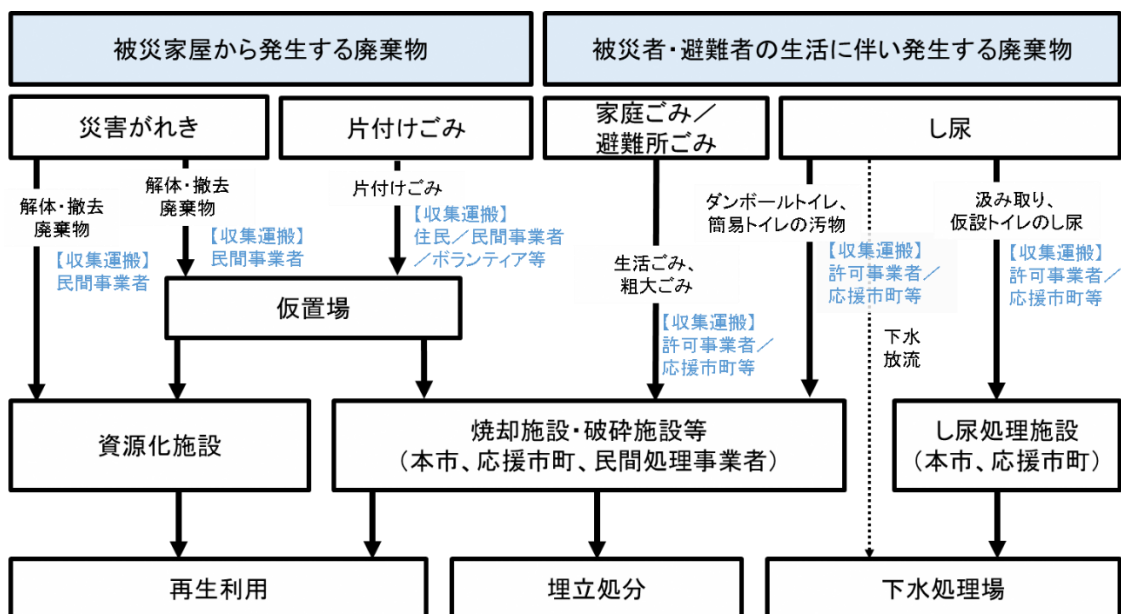 被災家屋から発生する廃棄物
被災者・避難者の生活に伴い発生する廃棄物
災害がれき
片付けごみ
家庭ごみ／
避難所ごみ
し尿
解体・撤去
廃棄物
【収集運搬】
民間事業者
解体・撤去
廃棄物
【収集運搬】
民間事業者
片付けごみ
【収集運搬】
住民／民間事業者
／ボランティア等
生活ごみ、
粗大ごみ
【収集運搬】
許可事業者／
応援市町等
ダンボールトイレ、
簡易トイレの汚物
【収集運搬】
許可事業者／
応援市町等
下水
放流
汲み取り、
仮設トイレのし尿
【収集運搬】
許可事業者／
応援市町等
仮置場
資源化施設
焼却施設・破砕施設等
（本市、応援市町、民間処理事業者）
し尿処理施設
（本市、応援市町）
再生利用
埋立処分
下水処理場